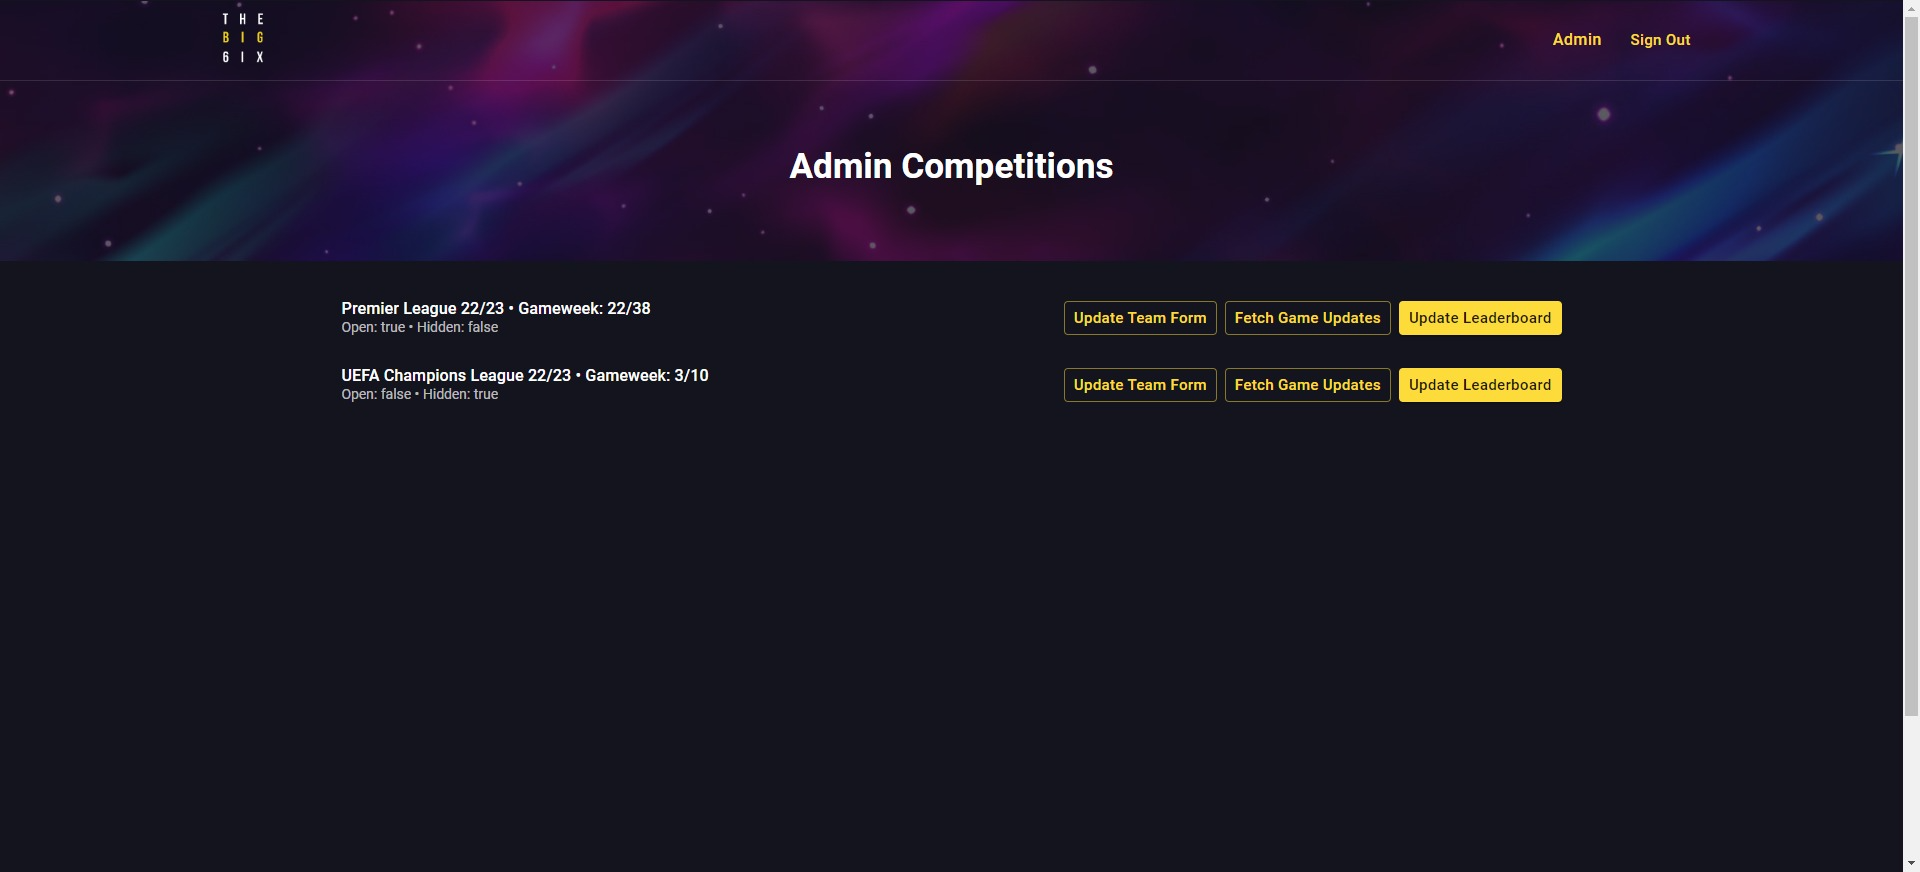 T H E
B I G
6 I X
Admin Sign Out
Admin Competitions
Premier League 22/23 • Gameweek: 22/38
Open: true • Hidden: false
Update Team Form Fetch Game Updates Update Leaderboard
UEFA Champions League 22/23 • Gameweek: 3/10
Open: false • Hidden: true
Update Team Form Fetch Game Updates Update Leaderboard